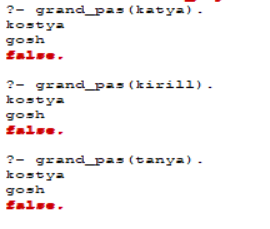 ?- grand_pas(katya).
kostya
gosh
false.
?- grand_pas(kirill).
kostya
gosh
false.
?- grand_pas(tanya).
kostya
gosh
false.